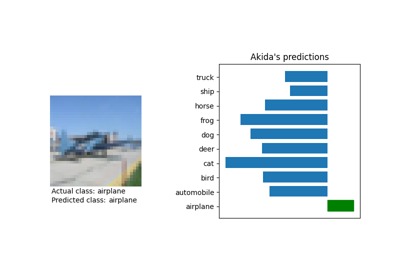 Akida's predictions
truck
ship
horse
frog
dog
deer
cat
bird
automobile
airplane
Actual class: airplane
Predicted class: airplane